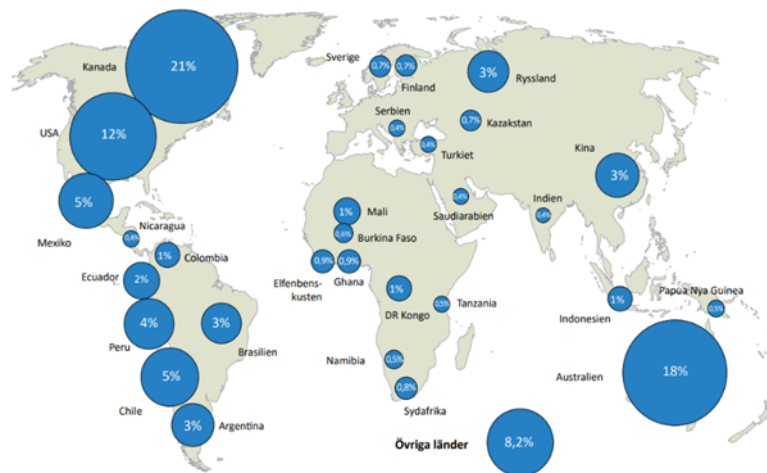 Kanada
21%
Sverige
0,7%
0,7%
Finland
3%
Ryssland
USA
12%
Serbien
0,4%
0,7%
Kazakstan
0,4%
Turkiet
Kina
3%
5%
Mexiko
Nicaragua
0,4%
1%
Mali
0,6%
Burkina Faso
0,4%
Saudiarabien
Indien
0,4%
1%
Colombia
Ecuador
2%
0,9%
0,9%
Elfenbens-
kusten
Ghana
1%
DR Kongo
0,5%
Tanzania
1%
Indonesien
Papua Nya Guinea
0,5%
4%
Peru
3%
Brasilien
Namibia
0,5%
5%
Chile
0,8%
Sydafrika
Australien
18%
3%
Argentina
Övriga länder
8,2%